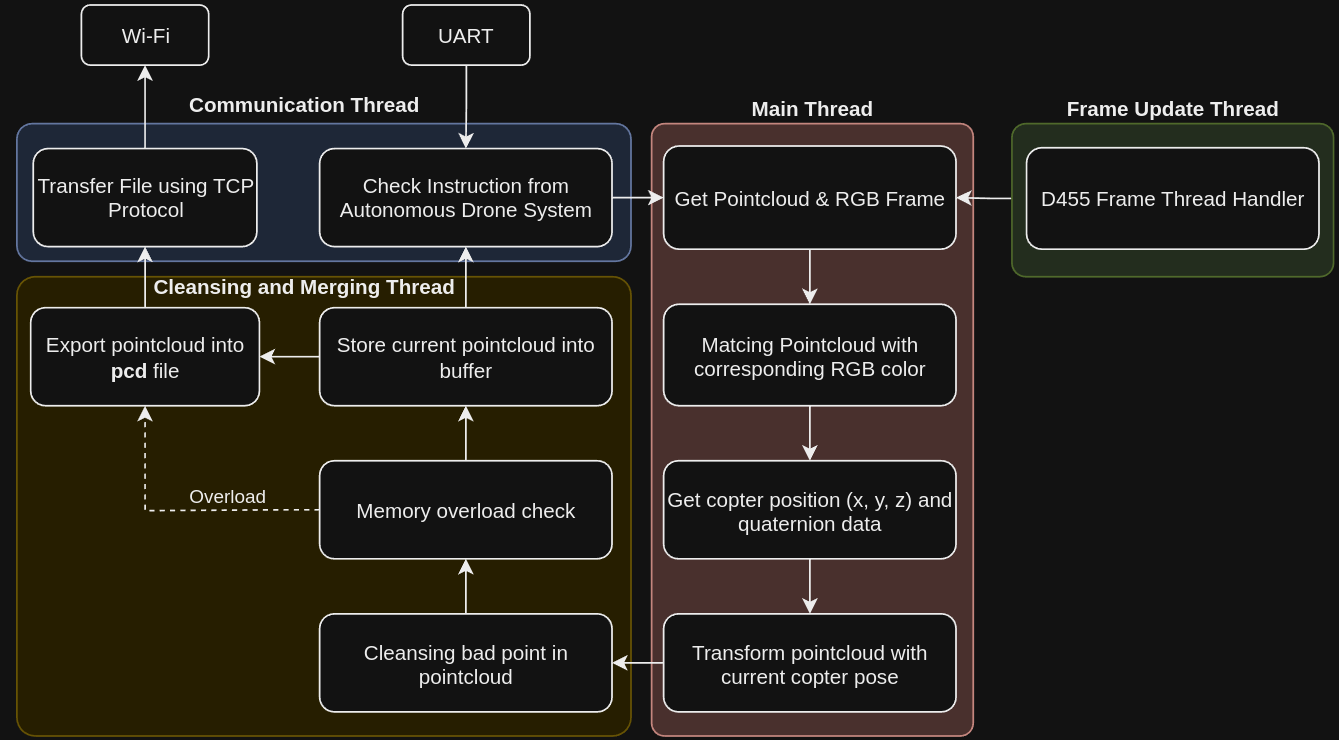 Wi-Fi
UART
Communication Thread
Main Thread
Frame Update Thread
Transfer File using TCP
Protocol
Check Instruction from
Autonomous Drone System
Get Pointcloud & RGB Frame
D455 Frame Thread Handler
Cleansing and Merging Thread
Export pointcloud into
pcd file
Store current pointcloud into
buffer
Matcing Pointcloud with
corresponding RGB color
Overload
Memory overload check
Get copter position (x, y, z) and
quaternion data
Cleansing bad point in
pointcloud
Transform pointcloud with
current copter pose